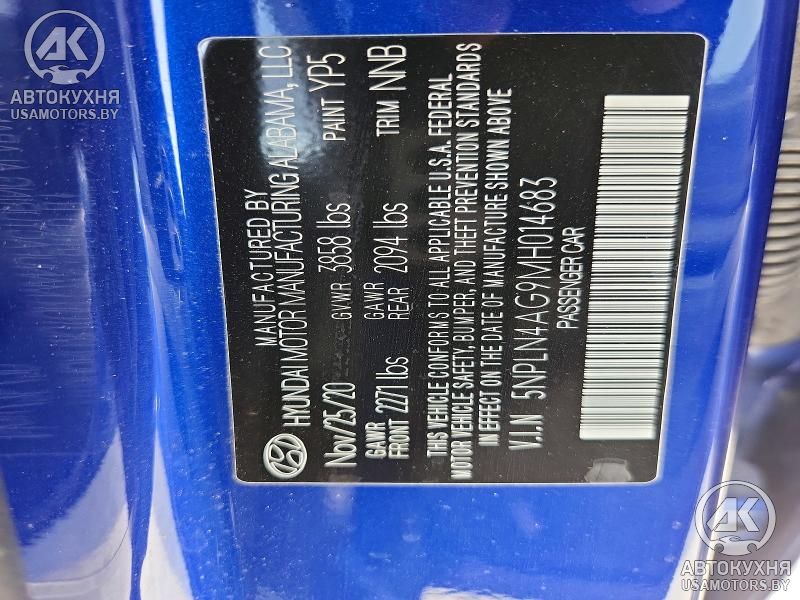 AK
АВТОКУХНЯ
USAMOTORS.BY
MANUFACTURED BY
HYUNDAI MOTOR MANUFACTURING ALABAMA, LLC
Nov/25/20 GVWR 3858 lbs PAINT YP5
GAWR FRONT 2271 lbs GAWR REAR 2094 lbs TRIM NNB
THIS VEHICLE CONFORMS TO ALL APPLICABLE U.S.A. FEDERAL
MOTOR VEHICLE SAFETY, BUMPER, AND THEFT PREVENTION STANDARDS
IN EFFECT ON THE DATE OF MANUFACTURE SHOWN ABOVE
V.I.N 5NPLN4AG9MH014683
PASSENGER CAR
AK
АВТОКУХНЯ
USAMOTORS.BY